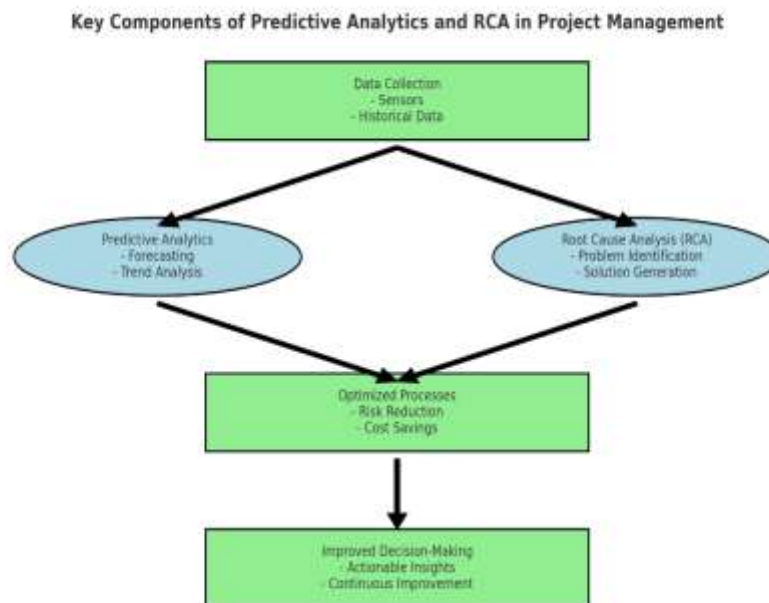 Key Components of Predictive Analytics and RCA in Project Management
Data Collection
- Sensors
- Historical Data
Predictive Analytics
- Forecasting
- Trend Analysis
Root Cause Analysis (RCA)
- Problem Identification
- Solution Generation
Optimized Processes
- Risk Reduction
- Cost Savings
Improved Decision-Making
- Actionable Insights
- Continuous Improvement